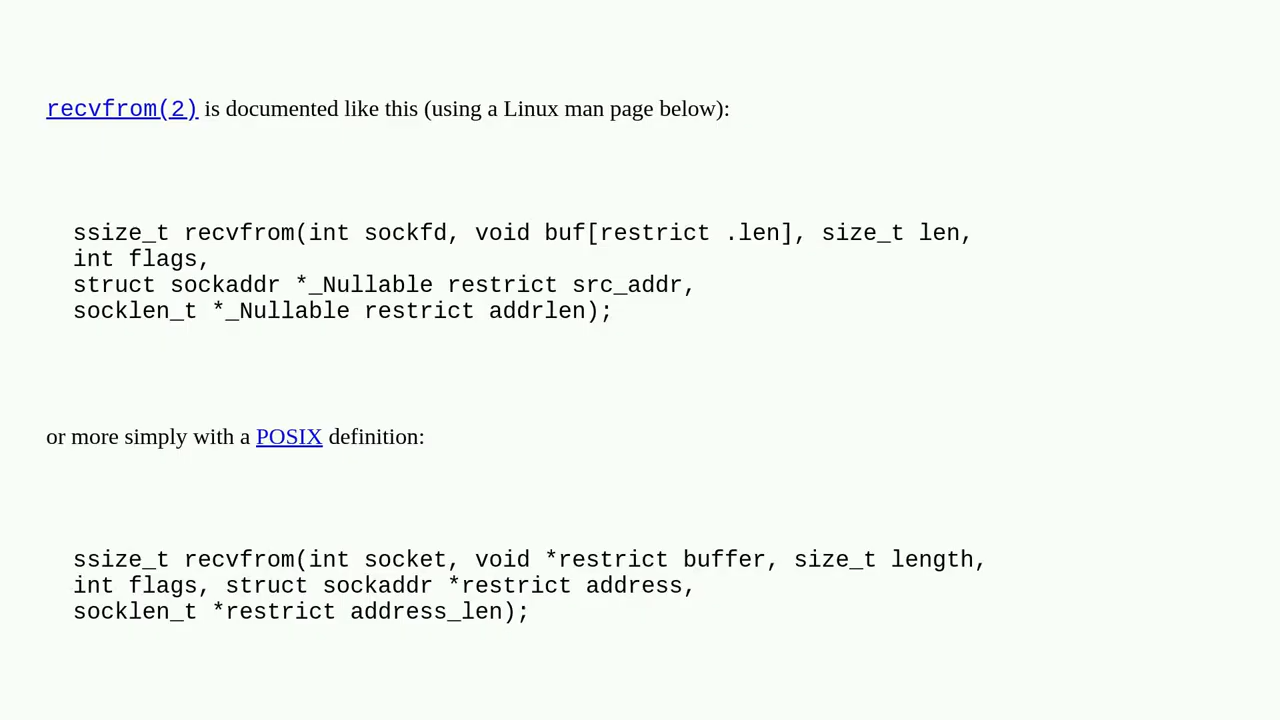 recvfrom(2) is documented like this (using a Linux man page below):
ssize_t recvfrom(int sockfd, void buf[restrict .len], size_t len,
int flags,
struct sockaddr *_Nullable restrict src_addr,
socklen_t *_Nullable restrict addrlen);
or more simply with a POSIX definition:
ssize_t recvfrom(int socket, void *restrict buffer, size_t length,
int flags, struct sockaddr *restrict address,
socklen_t *restrict address_len);